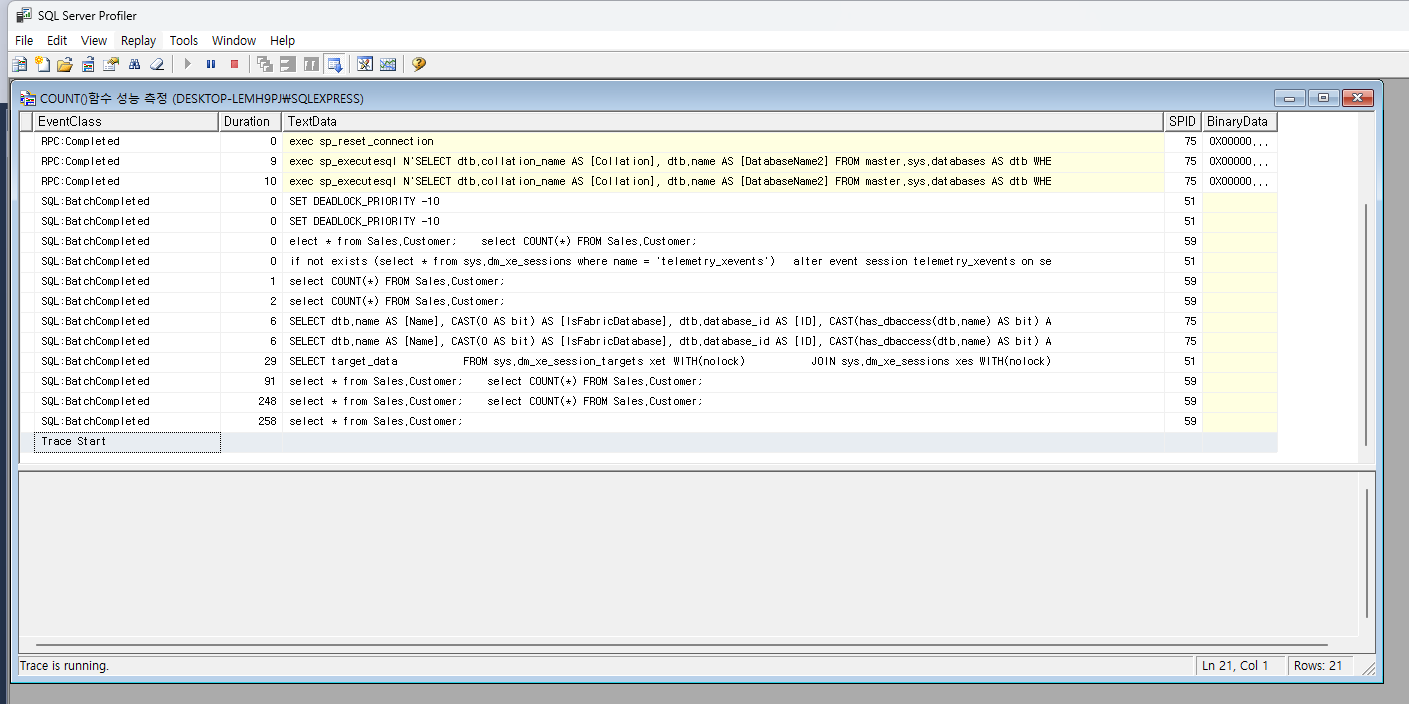 SQL Server Profiler
File Edit View Replay Tools Window Help
COUNT()함수 성능 측정 (DESKTOP-LEMH9PJ₩SQLEXPRESS)
EventClass Duration TextData SPID BinaryData
RPC:Completed 0 exec sp_reset_connection 75 0X00000...
RPC:Completed 9 exec sp_executesql N'SELECT dtb.collation_name AS [Collation], dtb.name AS [DatabaseName2] FROM master.sys.databases AS dtb WHE 75 0X00000...
RPC:Completed 10 exec sp_executesql N'SELECT dtb.collation_name AS [Collation], dtb.name AS [DatabaseName2] FROM master.sys.databases AS dtb WHE 75 0X00000...
SQL:BatchCompleted 0 SET DEADLOCK_PRIORITY -10 51
SQL:BatchCompleted 0 SET DEADLOCK_PRIORITY -10 51
SQL:BatchCompleted 0 elect * from Sales.Customer; select COUNT(*) FROM Sales.Customer; 59
SQL:BatchCompleted 0 if not exists (select * from sys.dm_xe_sessions where name = 'telemetry_xevents') alter event session telemetry_xevents on se 51
SQL:BatchCompleted 1 select COUNT(*) FROM Sales.Customer; 59
SQL:BatchCompleted 2 select COUNT(*) FROM Sales.Customer; 59
SQL:BatchCompleted 6 SELECT dtb.name AS [Name], CAST(0 AS bit) AS [IsFabricDatabase], dtb.database_id AS [ID], CAST(has_dbaccess(dtb.name) AS bit) A 75
SQL:BatchCompleted 6 SELECT dtb.name AS [Name], CAST(0 AS bit) AS [IsFabricDatabase], dtb.database_id AS [ID], CAST(has_dbaccess(dtb.name) AS bit) A 75
SQL:BatchCompleted 29 SELECT target_data FROM sys.dm_xe_session_targets xet WITH(nolock) JOIN sys.dm_xe_sessions xes WITH(nolock) 51
SQL:BatchCompleted 91 select * from Sales.Customer; select COUNT(*) FROM Sales.Customer; 59
SQL:BatchCompleted 248 select * from Sales.Customer; select COUNT(*) FROM Sales.Customer; 59
SQL:BatchCompleted 258 select * from Sales.Customer; 59
Trace Start
Trace is running. Ln 21, Col 1 Rows: 21